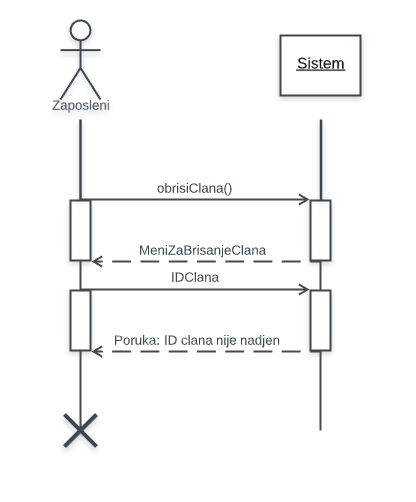 Zaposleni
Sistem
obrisiClana()
MeniZaBrisanjeClana
IDClana
Poruka: ID clana nije nadjen